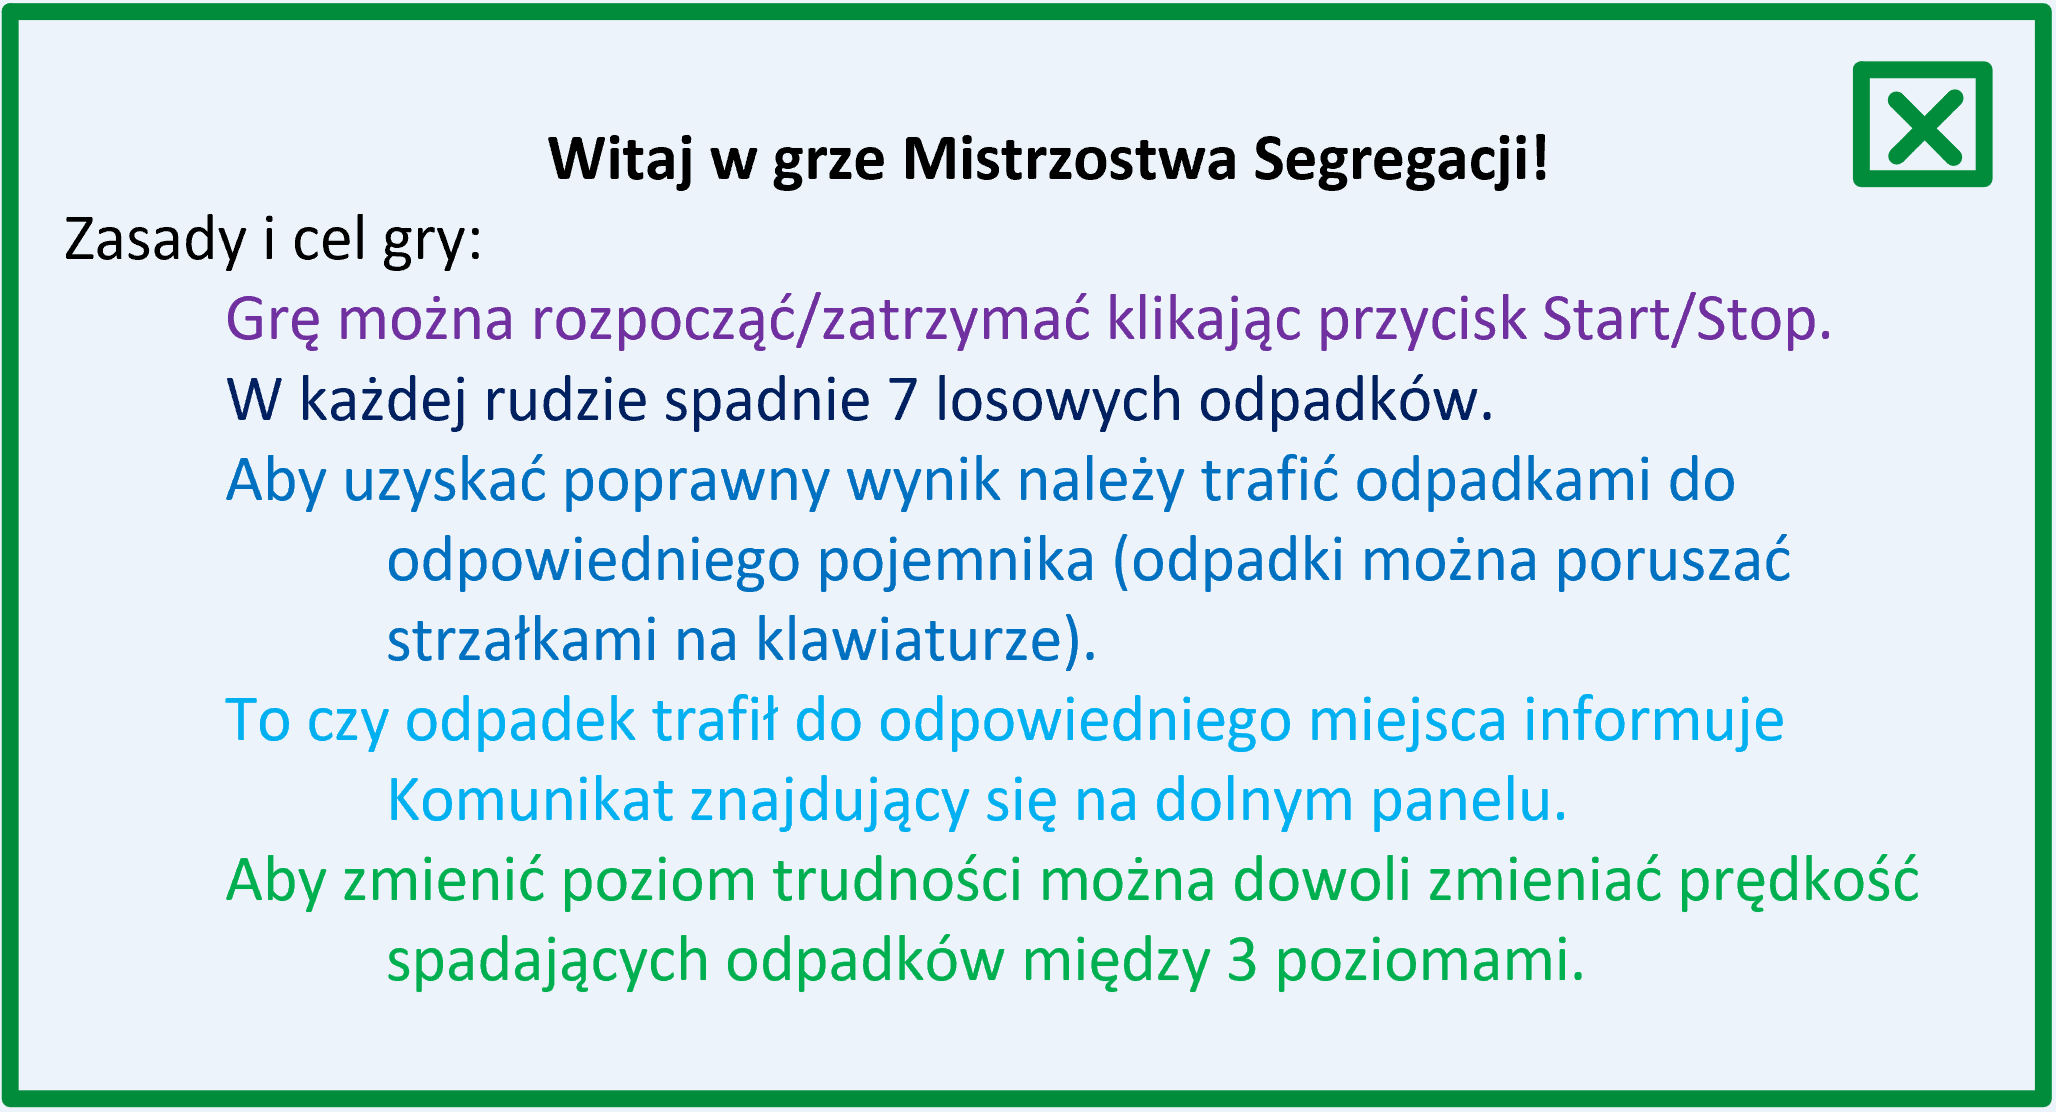 Witaj w grze Mistrzostwa Segregacji!
Zasady i cel gry:
Grę można rozpocząć/zatrzymać klikając przycisk Start/Stop.
W każdej rudzie spadnie 7 losowych odpadków.
Aby uzyskać poprawny wynik należy trafić odpadkami do
odpowiedniego pojemnika (odpadki można poruszać
strzałkami na klawiaturze).
To czy odpadek trafił do odpowiedniego miejsca informuje
Komunikat znajdujący się na dolnym panelu.
Aby zmienić poziom trudności można dowoli zmieniać prędkość
spadających odpadków między 3 poziomami.